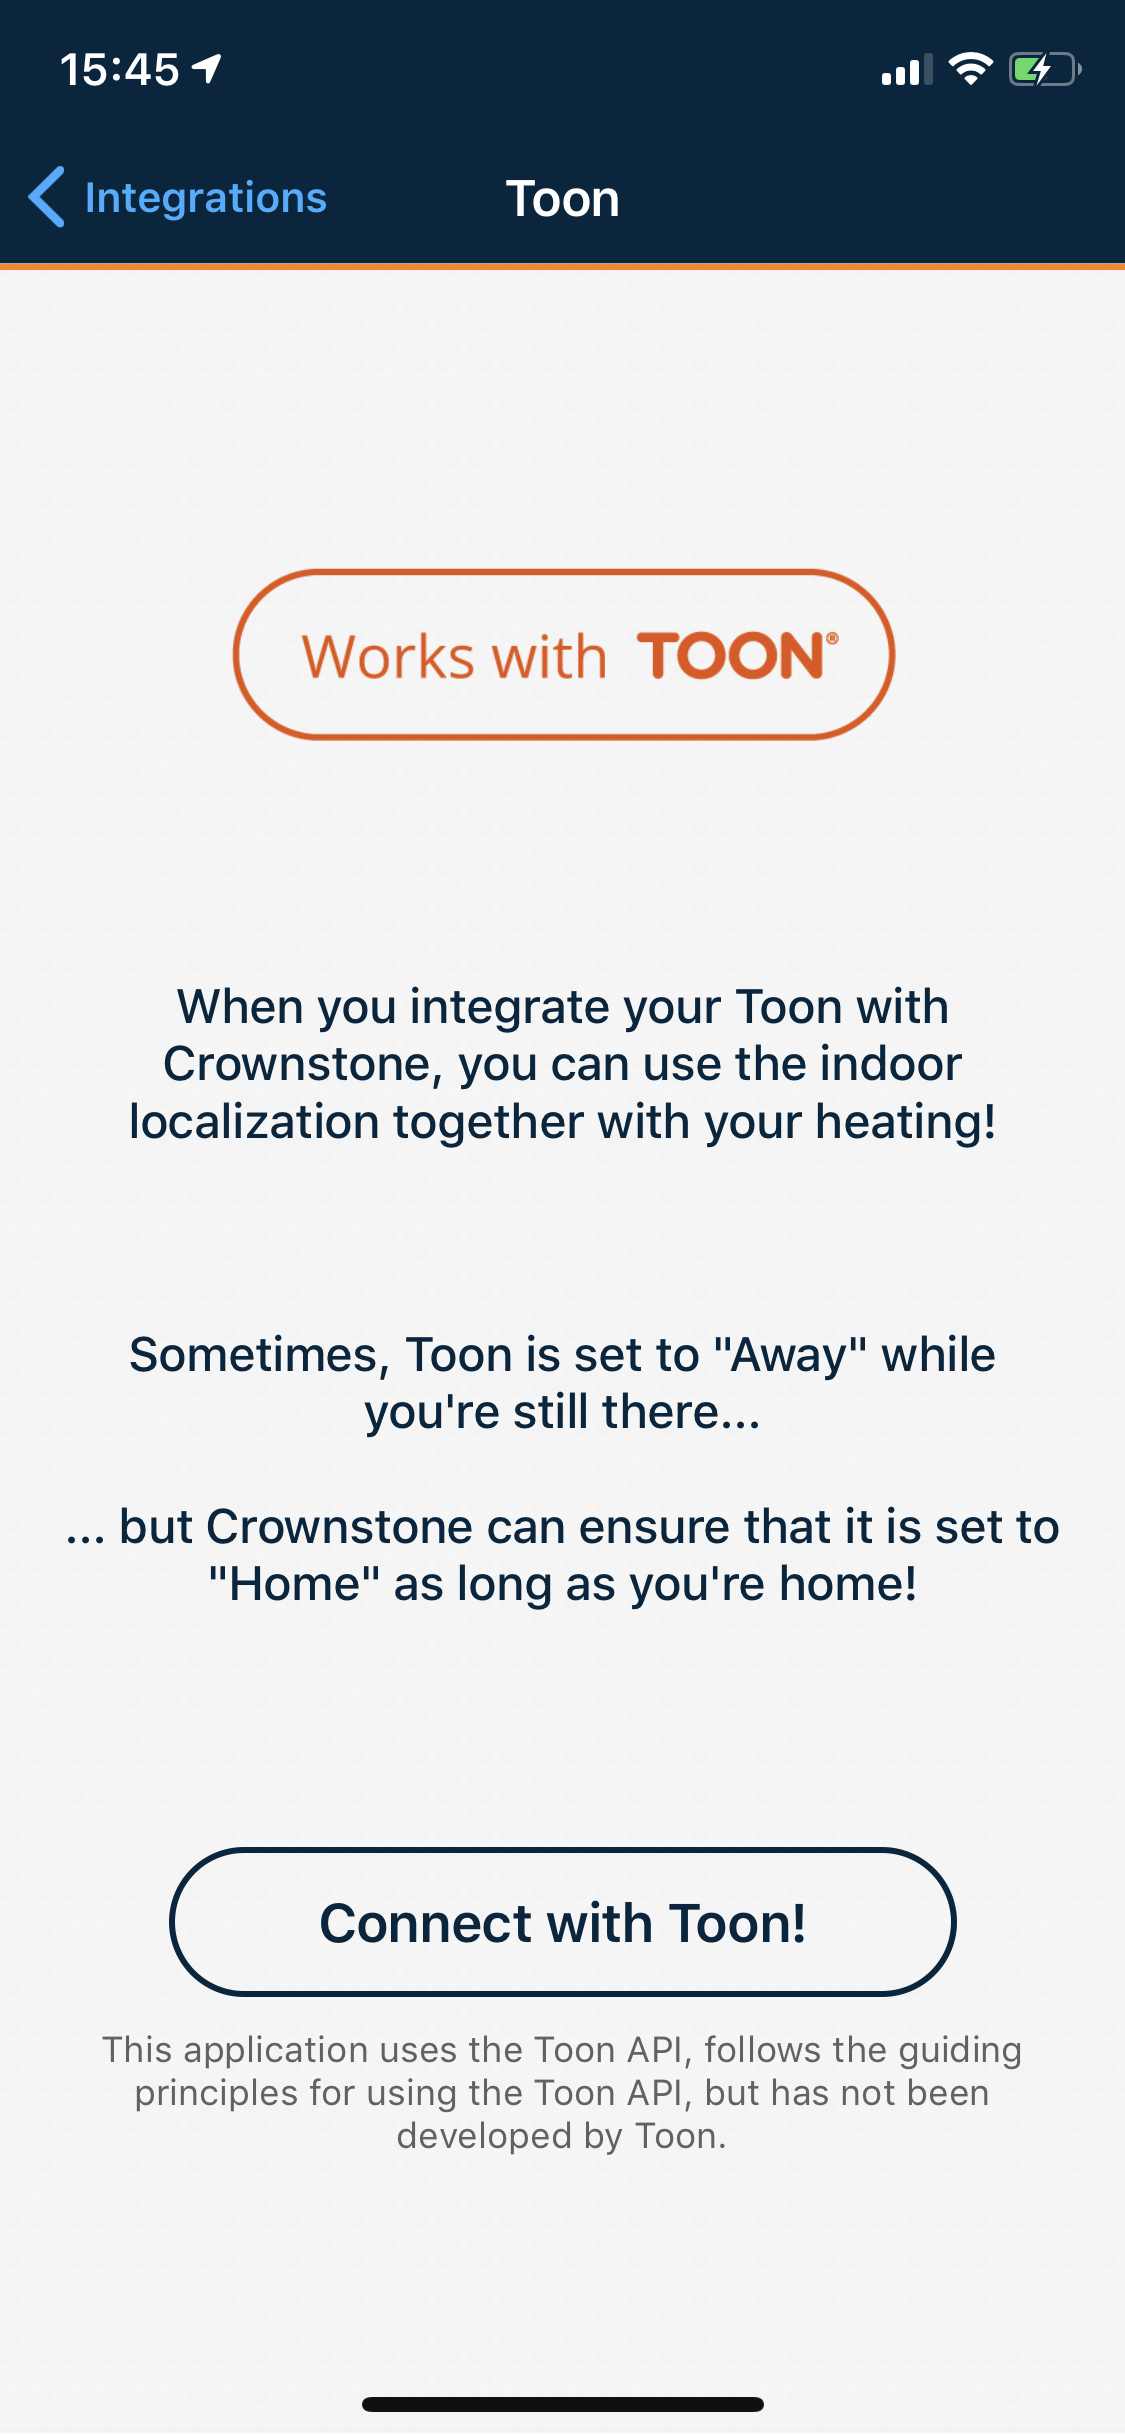 15:45
Integrations
Toon
Works with TOON®
When you integrate your Toon with
Crownstone, you can use the indoor
localization together with your heating!
Sometimes, Toon is set to "Away" while
you're still there...
... but Crownstone can ensure that it is set to
"Home" as long as you're home!
Connect with Toon!
This application uses the Toon API, follows the guiding
principles for using the Toon API, but has not been
developed by Toon.